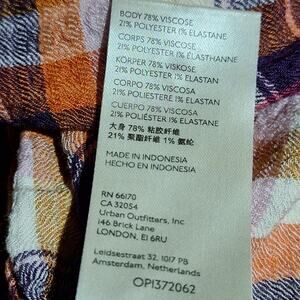 BODY 78% VISCOSE
21% POLYESTER 1% ELASTANE
CORPS 78% VISCOSE
21% POLYESTER 1% ÉLASTHANNE
KÖRPER 78% VISKOSE
21% POLYESTER 1% ELASTAN
CORPO 78% VISCOSA
21% POLIESTERE 1% ELASTAN
CUERPO 78% VISCOSA
21% POLIÉSTER 1% ELASTANE
大身 78% 粘胶纤维
21% 聚酯纤维 1% 氨纶
MADE IN INDONESIA
HECHO EN INDONESIA
RN 66170
CA 32054
Urban Outfitters, Inc
146 Brick Lane
LONDON, E1 6RU
Leidsestraat 32, 1017 PB
Amsterdam, Netherlands
OP1372062